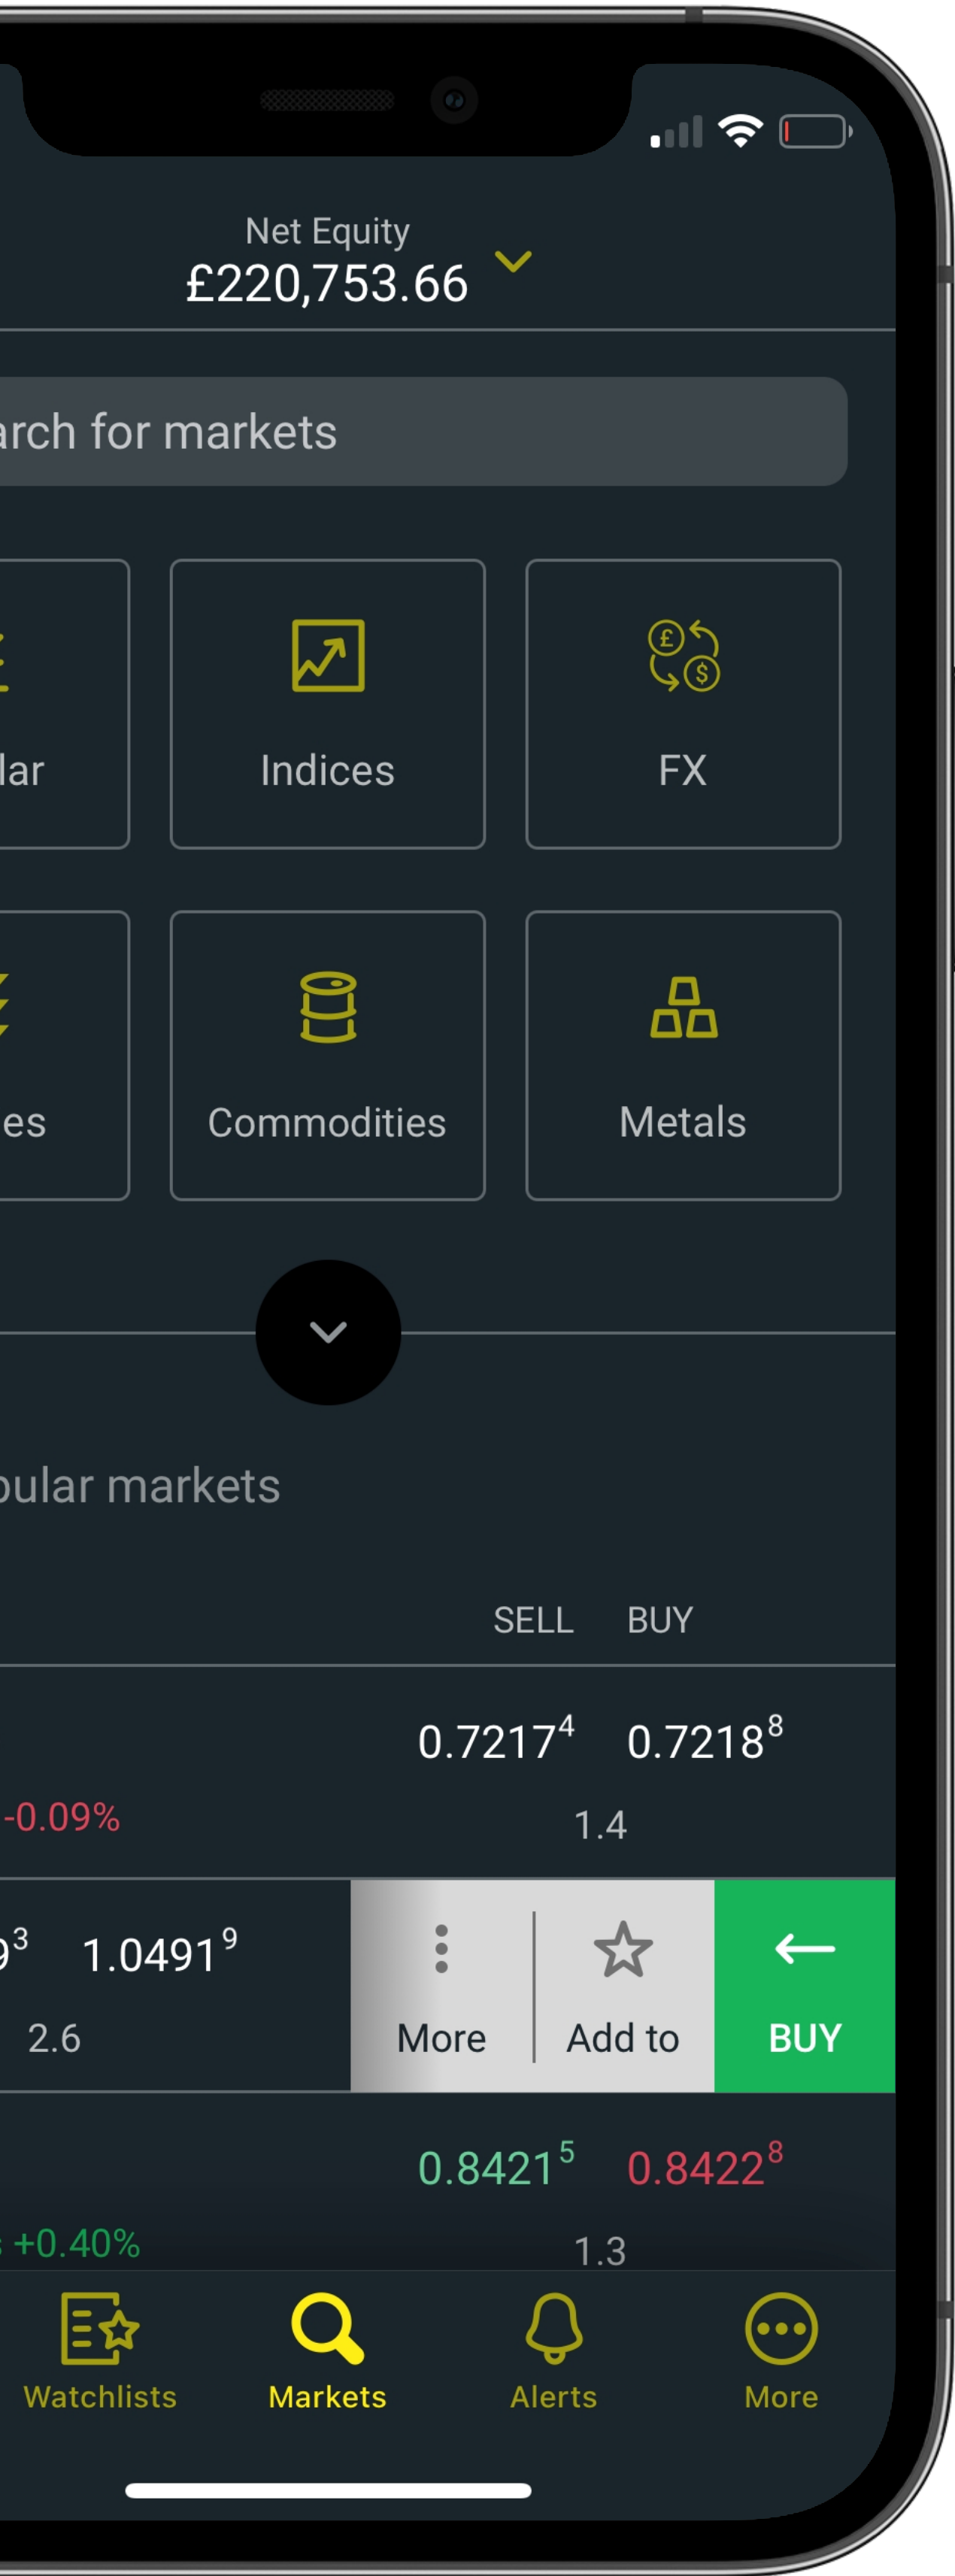 Net Equity
£220,753.66
arch for markets
lar Indices FX
es Commodities Metals
pular markets
SELL BUY
0.7217⁴ 0.7218⁸
-0.09% 1.4
9³ 1.0491⁹ More Add to BUY
2.6
0.8421⁵ 0.8422⁸
s +0.40% 1.3
Watchlists Markets Alerts More